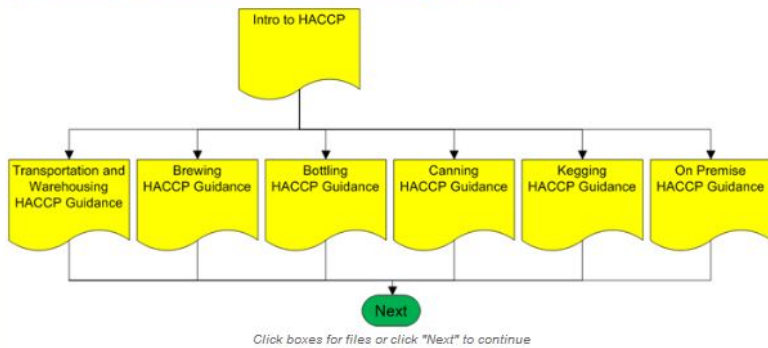 Intro to HACCP
Transportation and
Warehousing
HACCP Guidance
Brewing
HACCP Guidance
Bottling
HACCP Guidance
Canning
HACCP Guidance
Kegging
HACCP Guidance
On Premise
HACCP Guidance
Next
Click boxes for files or click "Next" to continue